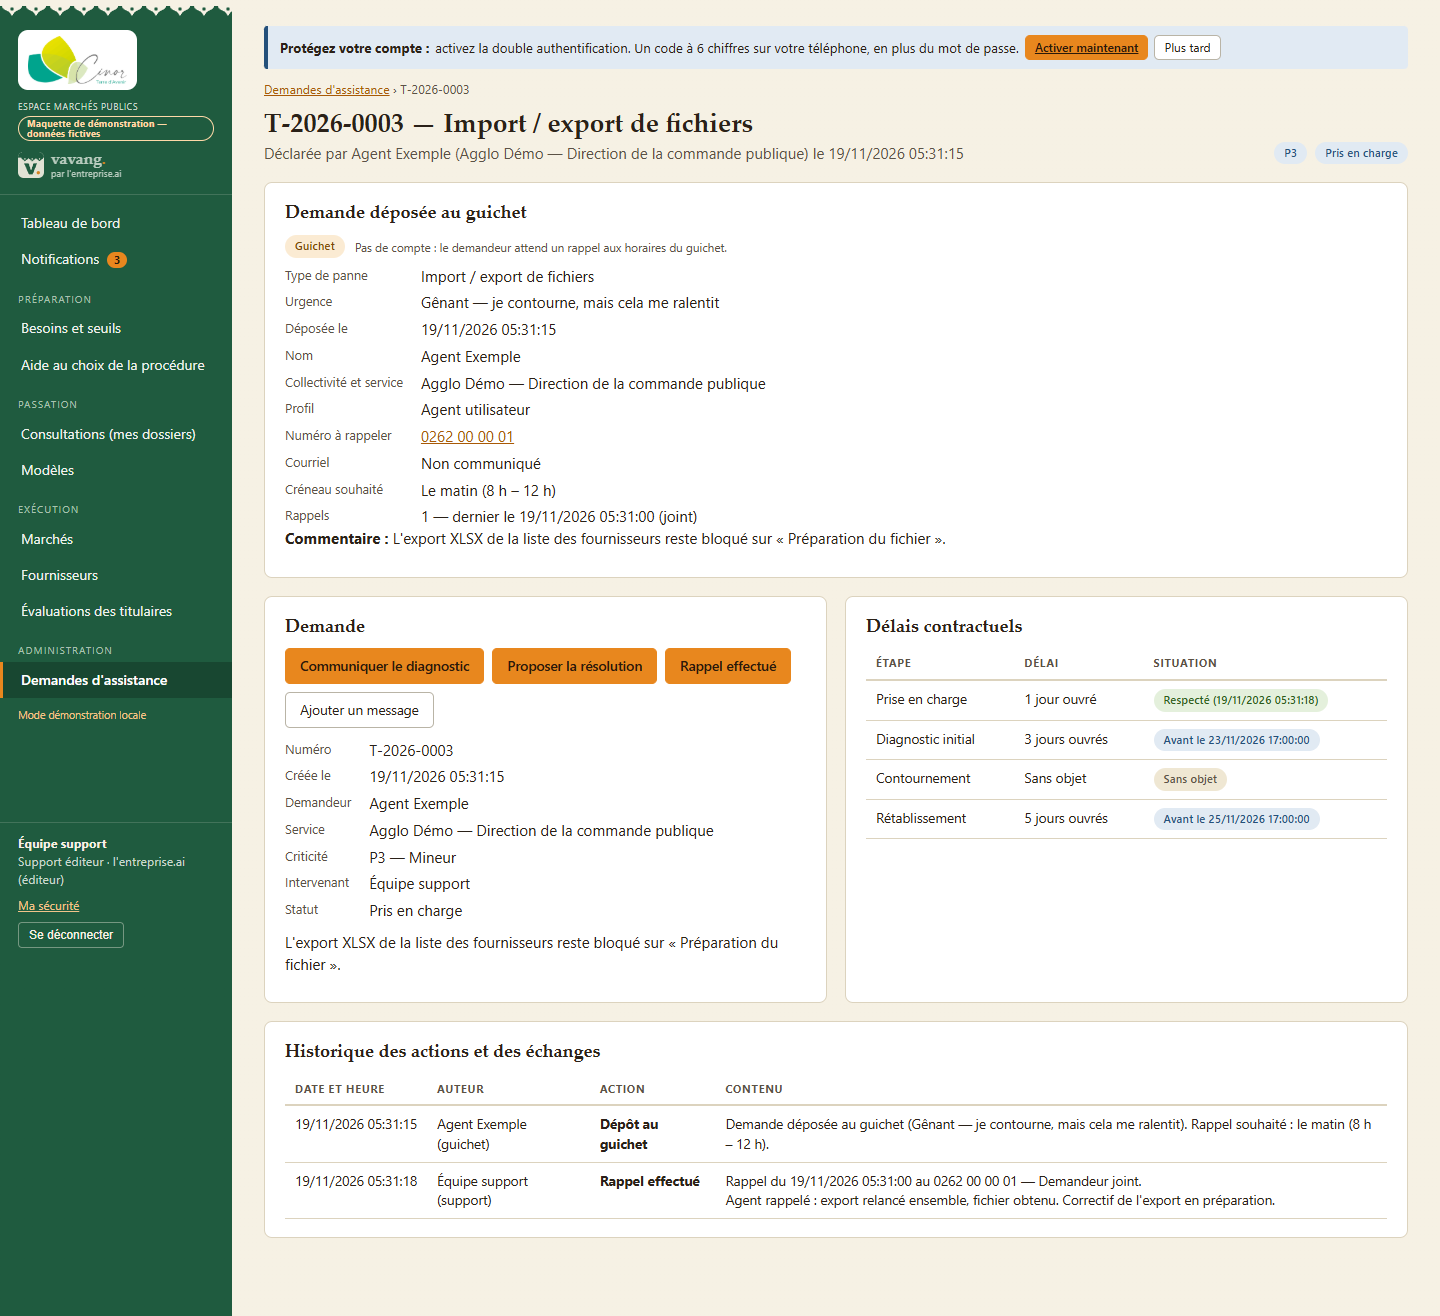 Cinor
Terre d'Avenir
ESPACE MARCHÉS PUBLICS
Maquette de démonstration —
données fictives
vavang.
par l'entreprise.ai
Tableau de bord
Notifications 3
PRÉPARATION
Besoins et seuils
Aide au choix de la procédure
PASSATION
Consultations (mes dossiers)
Modèles
EXÉCUTION
Marchés
Fournisseurs
Évaluations des titulaires
ADMINISTRATION
Demandes d'assistance
Mode démonstration locale
Équipe support
Support éditeur · l'entreprise.ai
(éditeur)
Ma sécurité
Se déconnecter
Protégez votre compte : activez la double authentification. Un code à 6 chiffres sur votre téléphone, en plus du mot de passe. Activer maintenant Plus tard
Demandes d'assistance › T-2026-0003
T-2026-0003 — Import / export de fichiers
Déclarée par Agent Exemple (Agglo Démo — Direction de la commande publique) le 19/11/2026 05:31:15 P3 Pris en charge
Demande déposée au guichet
Guichet Pas de compte : le demandeur attend un rappel aux horaires du guichet.
Type de panne Import / export de fichiers
Urgence Gênant — je contourne, mais cela me ralentit
Déposée le 19/11/2026 05:31:15
Nom Agent Exemple
Collectivité et service Agglo Démo — Direction de la commande publique
Profil Agent utilisateur
Numéro à rappeler 0262 00 00 01
Courriel Non communiqué
Créneau souhaité Le matin (8 h – 12 h)
Rappels 1 — dernier le 19/11/2026 05:31:00 (joint)
Commentaire : L'export XLSX de la liste des fournisseurs reste bloqué sur « Préparation du fichier ».
Demande
Communiquer le diagnostic Proposer la résolution Rappel effectué
Ajouter un message
Numéro T-2026-0003
Créée le 19/11/2026 05:31:15
Demandeur Agent Exemple
Service Agglo Démo — Direction de la commande publique
Criticité P3 — Mineur
Intervenant Équipe support
Statut Pris en charge
L'export XLSX de la liste des fournisseurs reste bloqué sur « Préparation du
fichier ».
Délais contractuels
ÉTAPE DÉLAI SITUATION
Prise en charge 1 jour ouvré Respecté (19/11/2026 05:31:18)
Diagnostic initial 3 jours ouvrés Avant le 23/11/2026 17:00:00
Contournement Sans objet Sans objet
Rétablissement 5 jours ouvrés Avant le 25/11/2026 17:00:00
Historique des actions et des échanges
DATE ET HEURE AUTEUR ACTION CONTENU
19/11/2026 05:31:15 Agent Exemple Dépôt au Demande déposée au guichet (Gênant — je contourne, mais cela me ralentit). Rappel souhaité : le matin (8 h
(guichet) guichet – 12 h).
19/11/2026 05:31:18 Équipe support Rappel effectué Rappel du 19/11/2026 05:31:00 au 0262 00 00 01 — Demandeur joint.
(support) Agent rappelé : export relancé ensemble, fichier obtenu. Correctif de l'export en préparation.